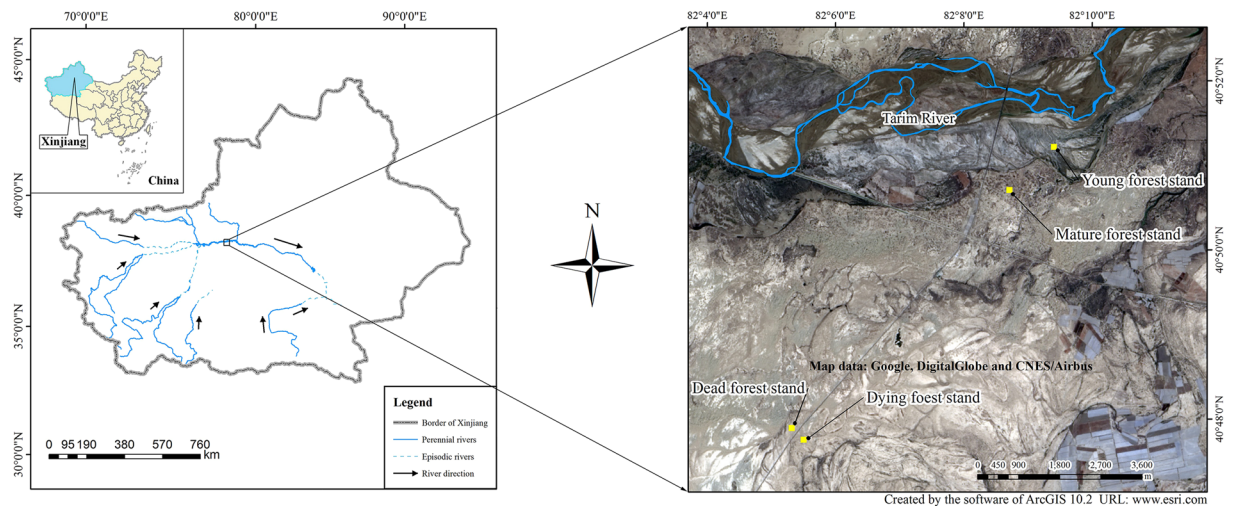 70°00'0"E
80°00'0"E
90°00'0"E
45°0'0"N
40°0'0"N
35°0'0"N
30°0'0"N
Xinjiang
China
Legend
Border of Xinjiang
Perennial rivers
Episodic rivers
River direction
0 95 190 380 570 760
km
N
82°4'0"E
82°6'0"E
82°8'0"E
82°10'0"E
40°52'0"N
40°50'0"N
40°48'0"N
Tarim River
Young forest stand
Mature forest stand
Map data: Google, DigitalGlobe and CNES/Airbus
Dead forest stand
Dying foest stand
0 450 900 1,800 2,700 3,600
m
Created by the software of ArcGIS 10.2 URL: www.esri.com